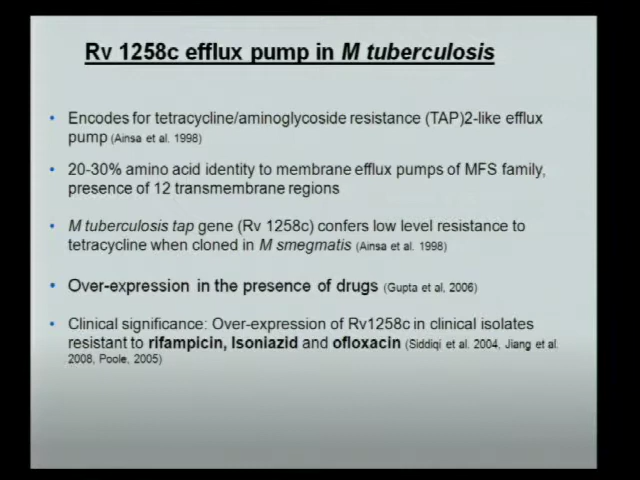 Rv 1258c efflux pump in M tuberculosis
• Encodes for tetracycline/aminoglycoside resistance (TAP)2-like efflux
pump (Ainsa et al. 1998)
• 20-30% amino acid identity to membrane efflux pumps of MFS family,
presence of 12 transmembrane regions
• M tuberculosis tap gene (Rv 1258c) confers low level resistance to
tetracycline when cloned in M smegmatis (Ainsa et al. 1998)
• Over-expression in the presence of drugs (Gupta et al, 2006)
• Clinical significance: Over-expression of Rv1258c in clinical isolates
resistant to rifampicin, Isoniazid and ofloxacin (Siddiqi et al. 2004, Jiang et al.
2008, Poole, 2005)